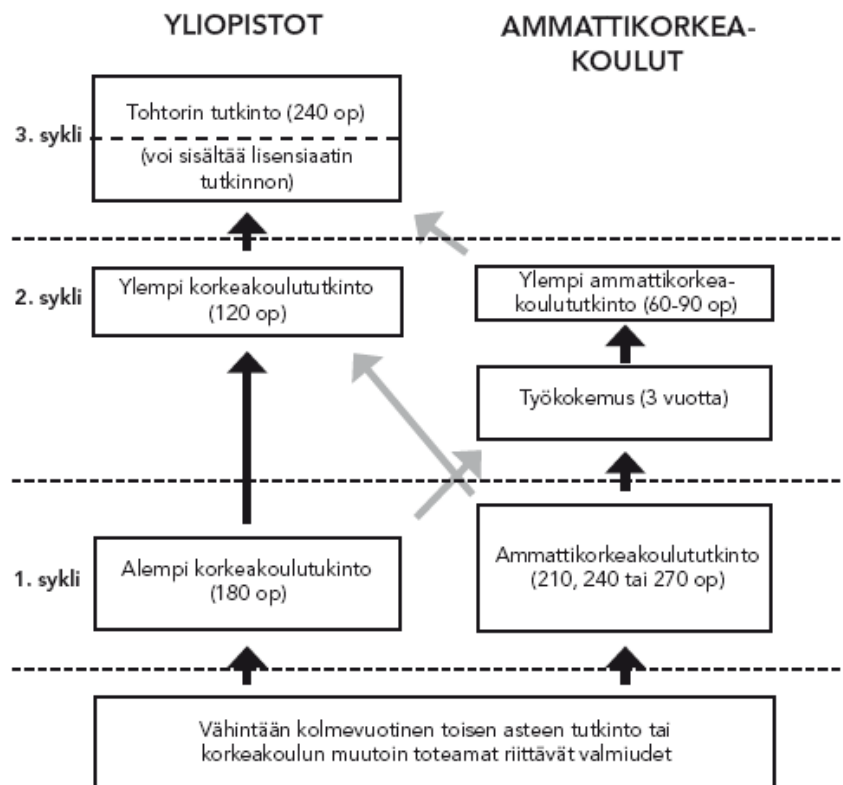 YLIOPISTOT
AMMATTIKORKEA-
KOULUT
3. sykli
Tohtorin tutkinto (240 op)
(voi sisältää lisensiaatin
tutkinnon)
2. sykli
Ylempi korkeakoulututkinto
(120 op)
Ylempi ammattikorkea-
koulututkinto (60-90 op)
Työkokemus (3 vuotta)
1. sykli
Alempi korkeakoulutukinto
(180 op)
Ammattikorkeakoulututkinto
(210, 240 tai 270 op)
Vähintään kolmevuotinen toisen asteen tutkinto tai
korkeakoulun muutoin toteamat riittävät valmiudet